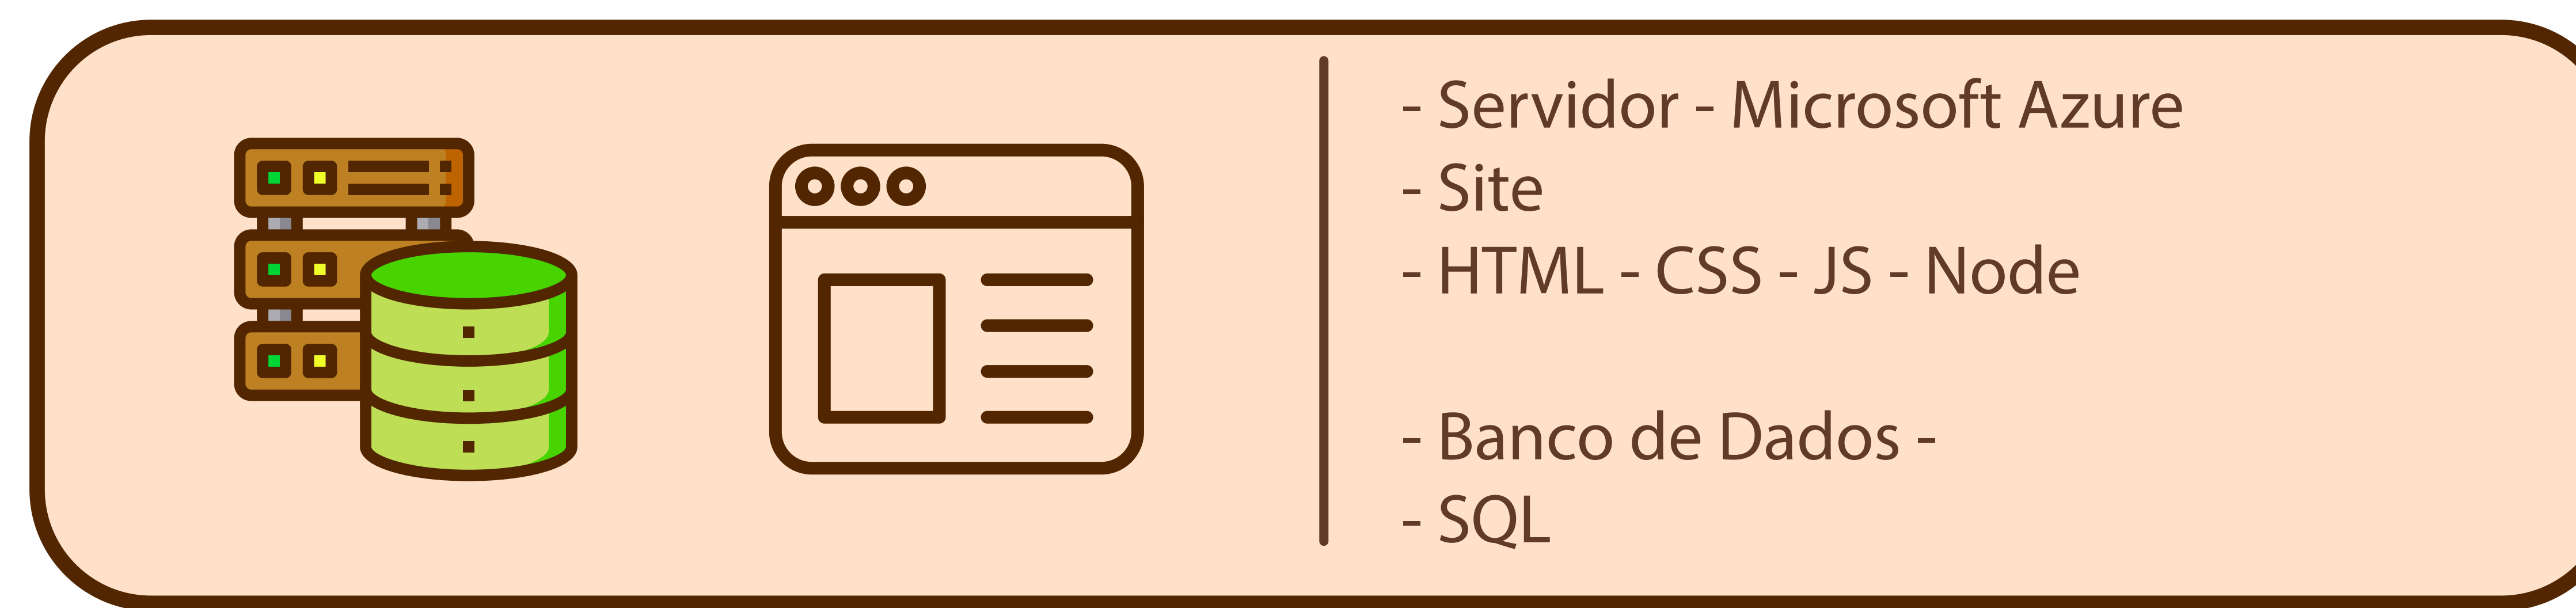 - Servidor - Microsoft Azure
- Site
- HTML - CSS - JS - Node
- Banco de Dados -
- SQL